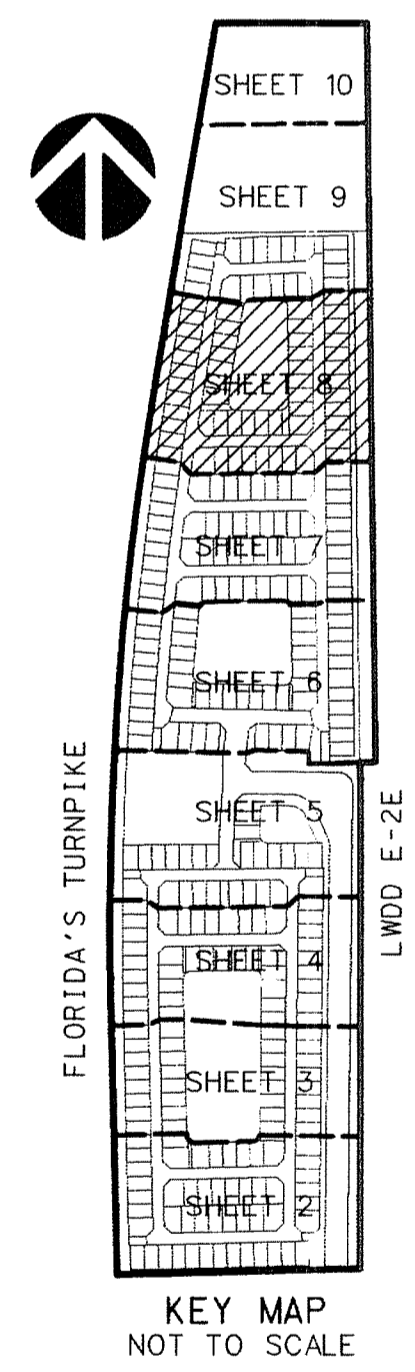 SHEET 10
SHEET 9
SHEET 8
SHEET 7
SHEET 6
SHEET 5
SHEET 4
SHEET 3
SHEET 2
FLORIDA'S TURNPIKE
LWDD E-2E
KEY MAP
NOT TO SCALE